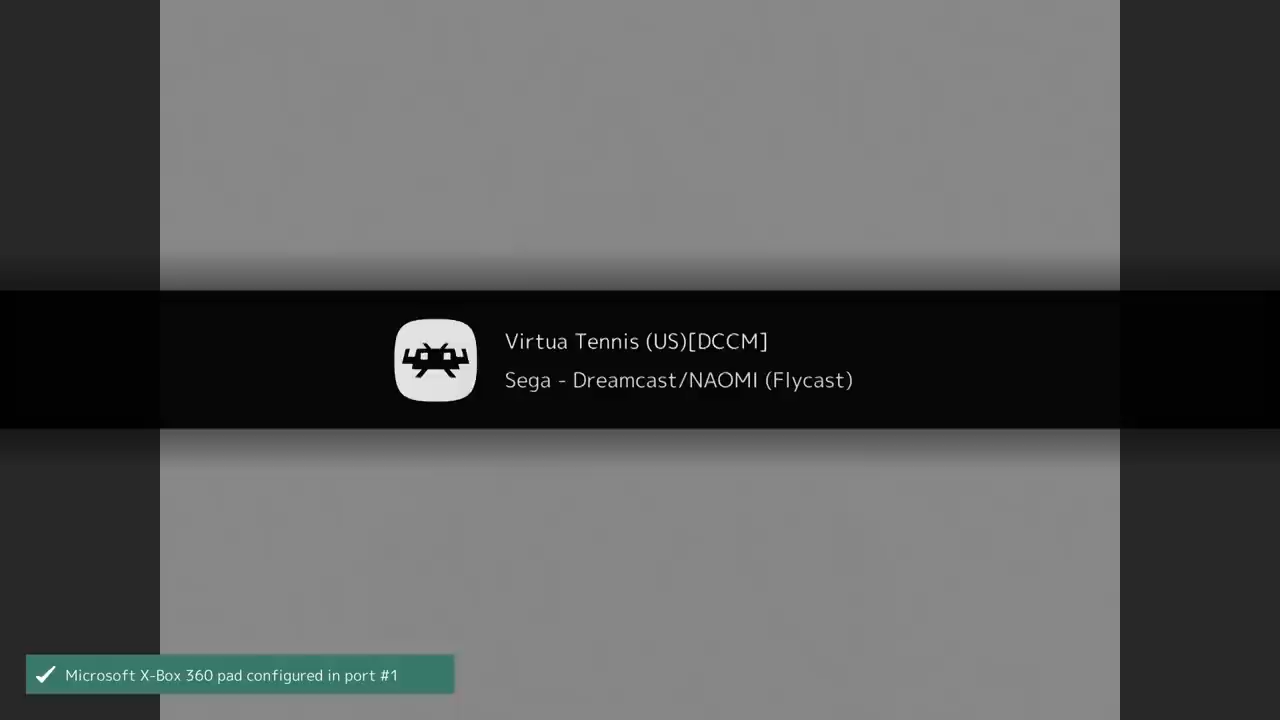 Virtua Tennis (US)[DCCM]
Sega - Dreamcast/NAOMI (Flycast)
Microsoft X-Box 360 pad configured in port #1